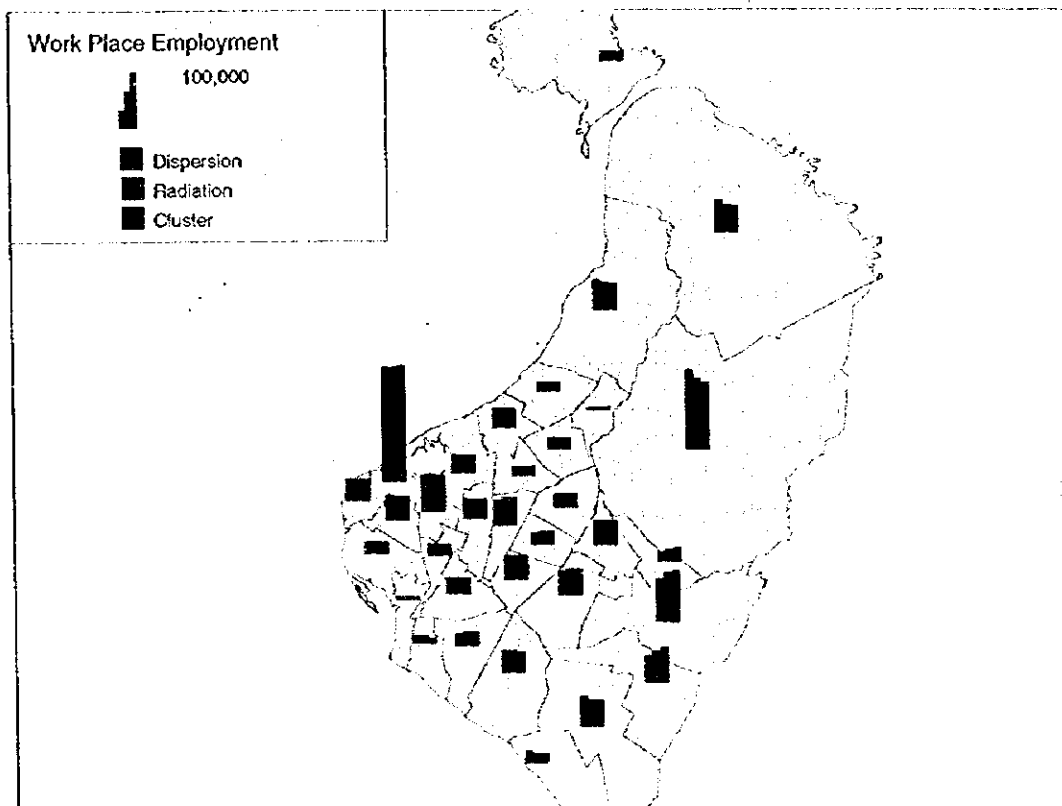 Work Place Employment
100,000
Dispersion
Radiation
Cluster